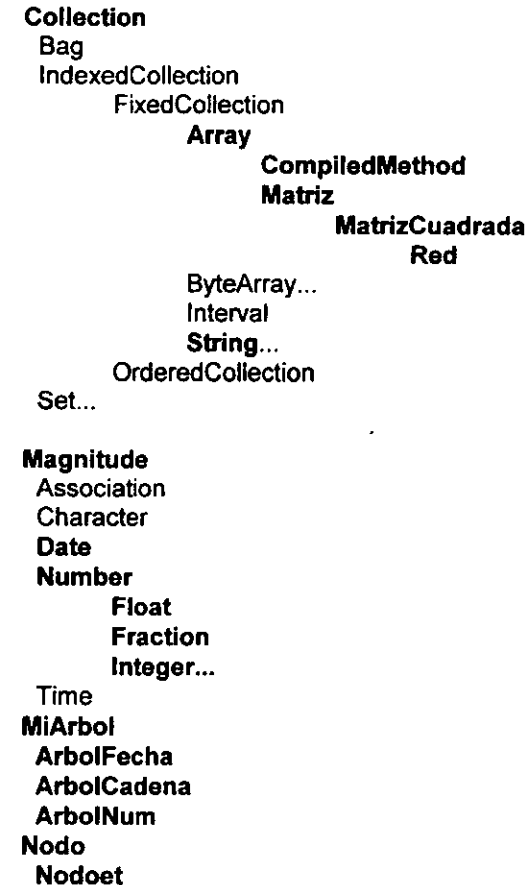 Collection
Bag
IndexedCollection
FixedCollection
Array
CompiledMethod
Matriz
MatrizCuadrada
Red
ByteArray...
Interval
String...
OrderedCollection
Set...
Magnitude
Association
Character
Date
Number
Float
Fraction
Integer...
Time
MiArbol
ArbolFecha
ArbolCadena
ArbolNum
Nodo
Nodoet